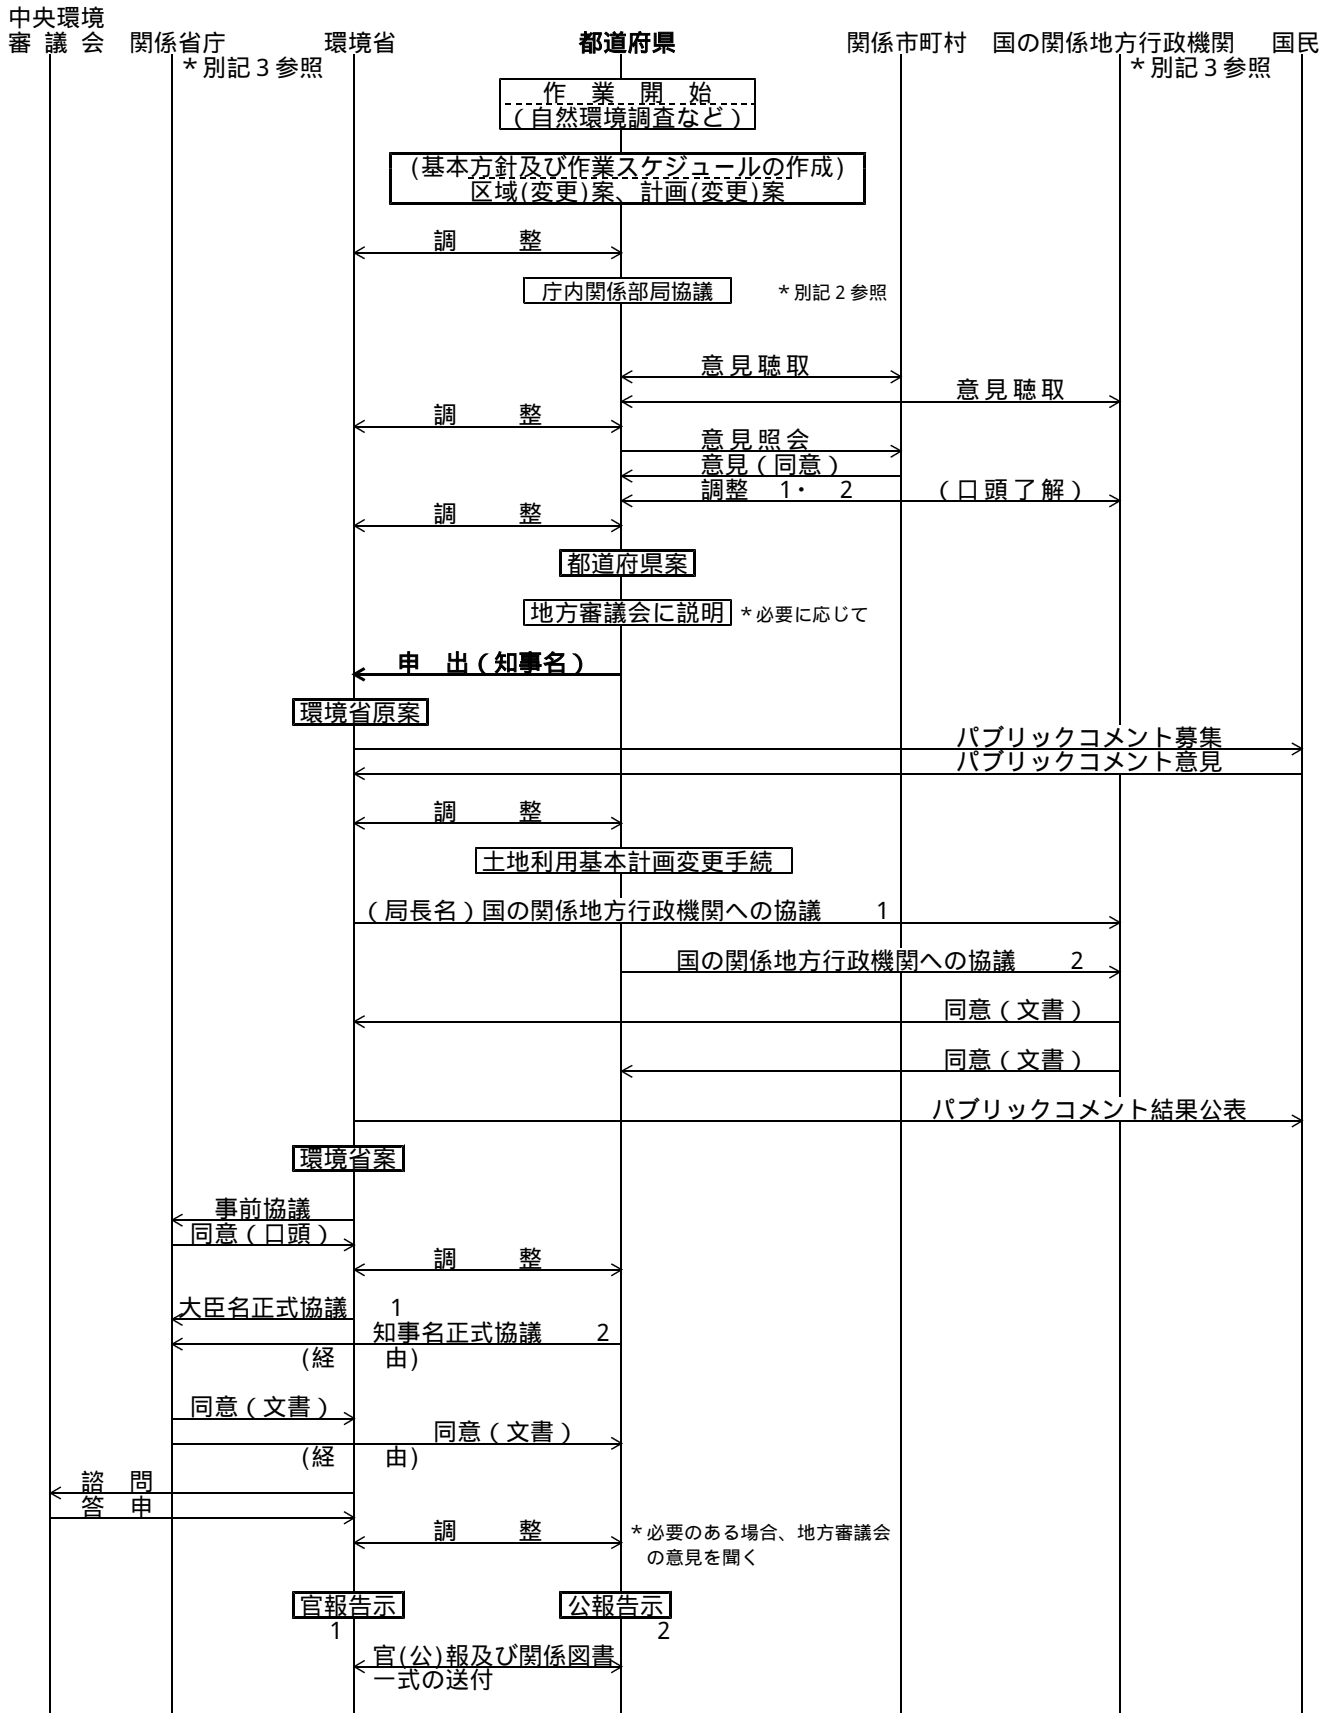 中央環境
審議会 関係省庁 環境省 都道府県 関係市町村 国の関係地方行政機関 国民
*別記3参照 *別記3参照
作業開始
(自然環境調査など)
(基本方針及び作業スケジュールの作成)
区域(変更)案、計画(変更)案
調整
庁内関係部局協議 *別記2参照
意見聴取
意見聴取
調整
意見照会
意見(同意)
調整 1・ 2 (口頭了解)
調整
都道府県案
地方審議会に説明 *必要に応じて
申出(知事名)
環境省原案
パブリックコメント募集
パブリックコメント意見
調整
土地利用基本計画変更手続
(局長名)国の関係地方行政機関への協議 1
国の関係地方行政機関への協議 2
同意(文書)
同意(文書)
パブリックコメント結果公表
環境省案
事前協議
同意(口頭)
調整
大臣名正式協議 1
知事名正式協議 2
(経由)
同意(文書)
同意(文書)
(経由)
諮問
答申
調整 *必要のある場合、地方審議会
の意見を聞く
官報告示 公報告示
1 2
官(公)報及び関係図書
一式の送付